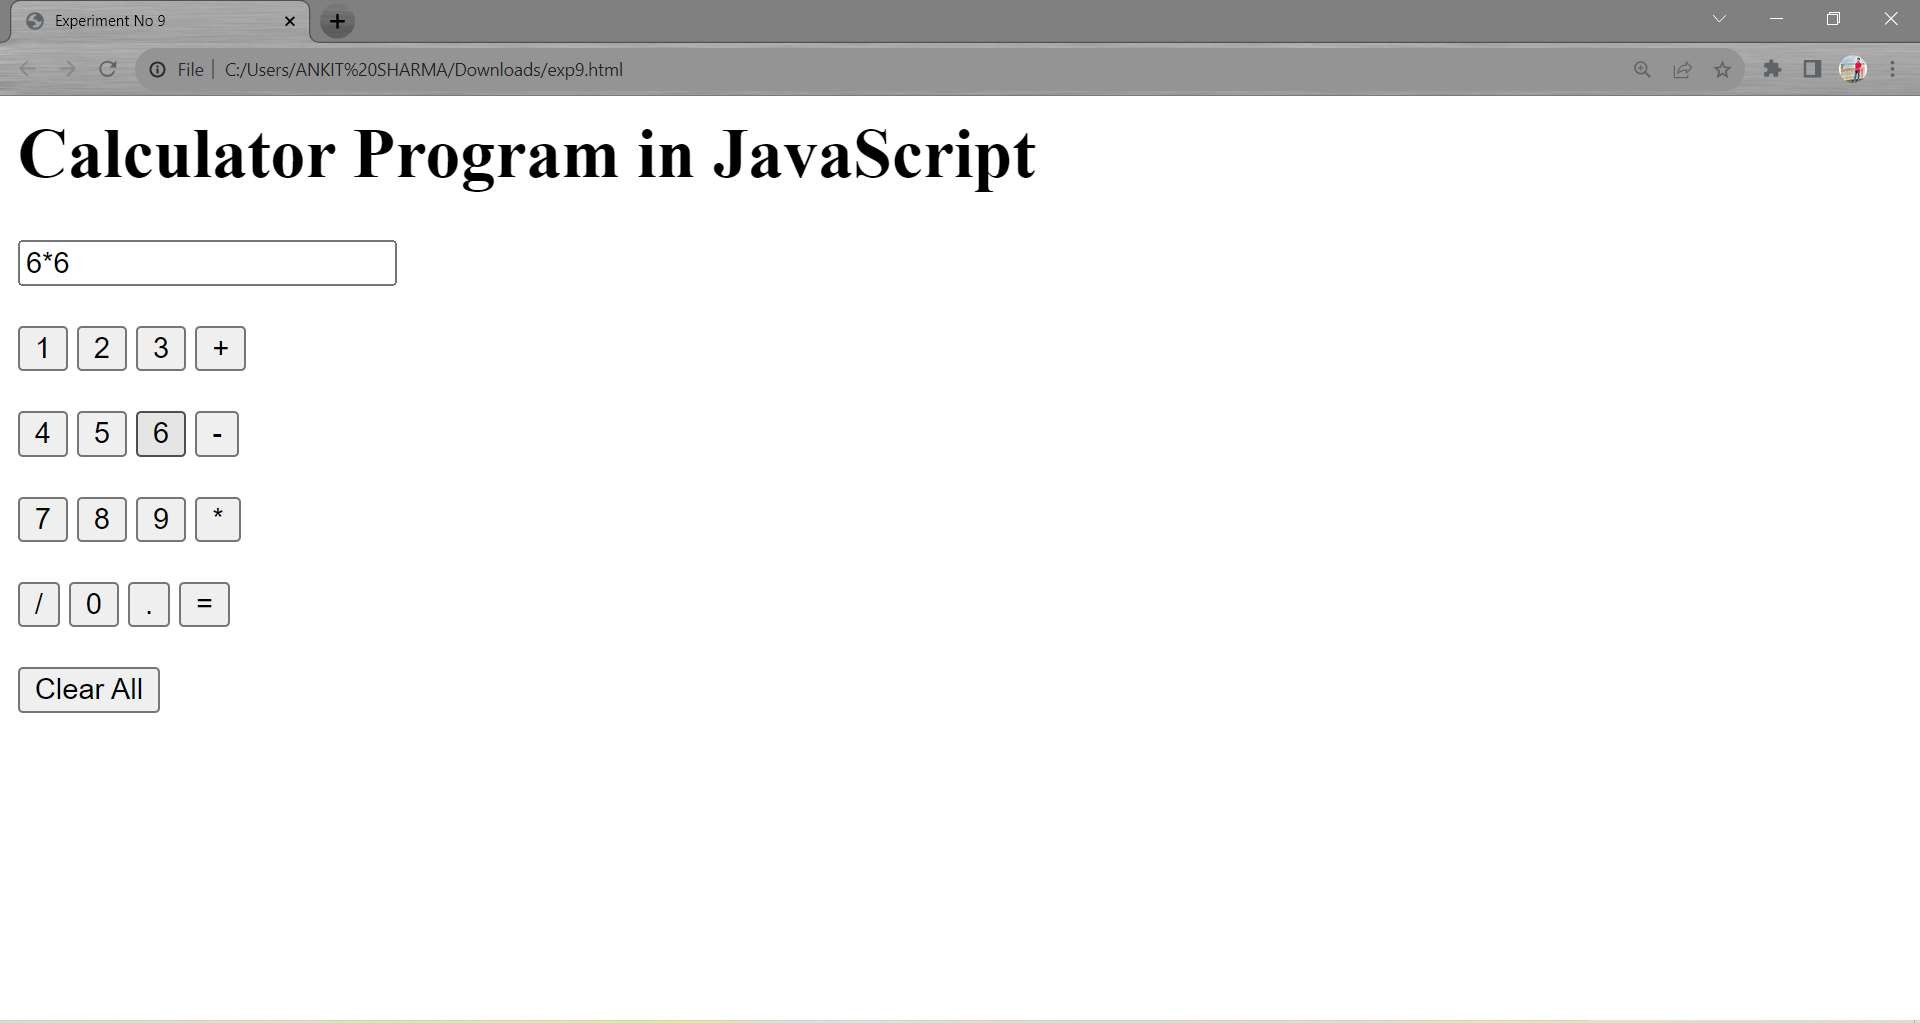 Experiment No 9
File | C:/Users/ANKIT%20SHARMA/Downloads/exp9.html
Calculator Program in JavaScript
6*6
1 2 3 +
4 5 6 -
7 8 9 *
/ 0 . =
Clear All